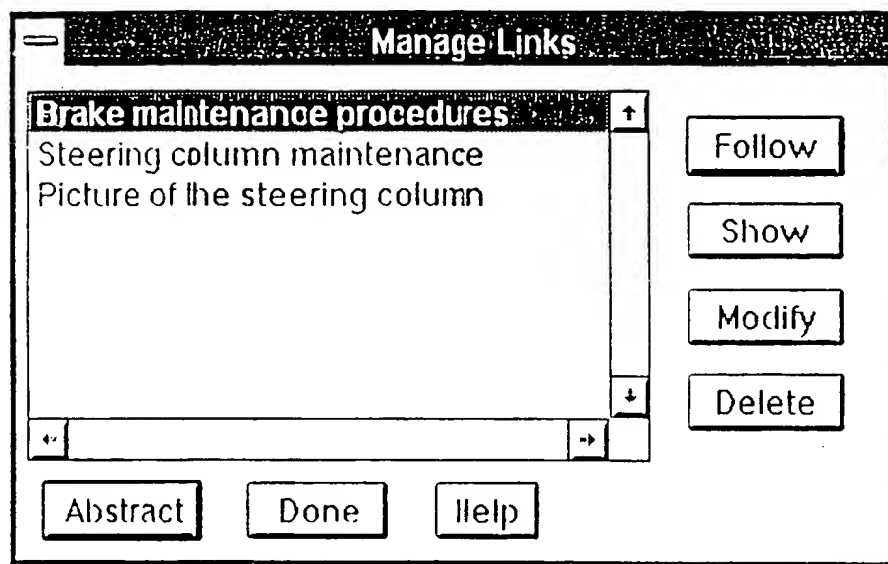 Manage Links
Brake maintenance procedures
Steering column maintenance
Picture of the steering column
Follow
Show
Modify
Delete
Abstract
Done
Help